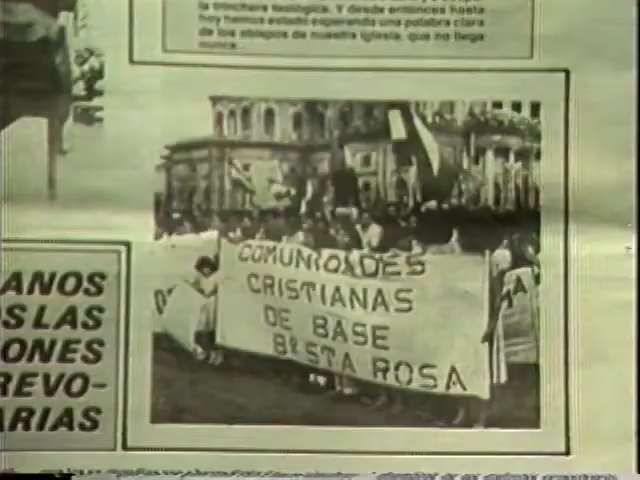 la trinchera teológica. Y desde entonces hasta
hoy hemos estado esperando una palabra clara
de los obispos de nuestra iglesia, que no llega
nunca.
COMUNIDADES
CRISTIANAS
DE BASE
Bº STA ROSA
ANOS
S LAS
ONES
REVO-
ARIAS